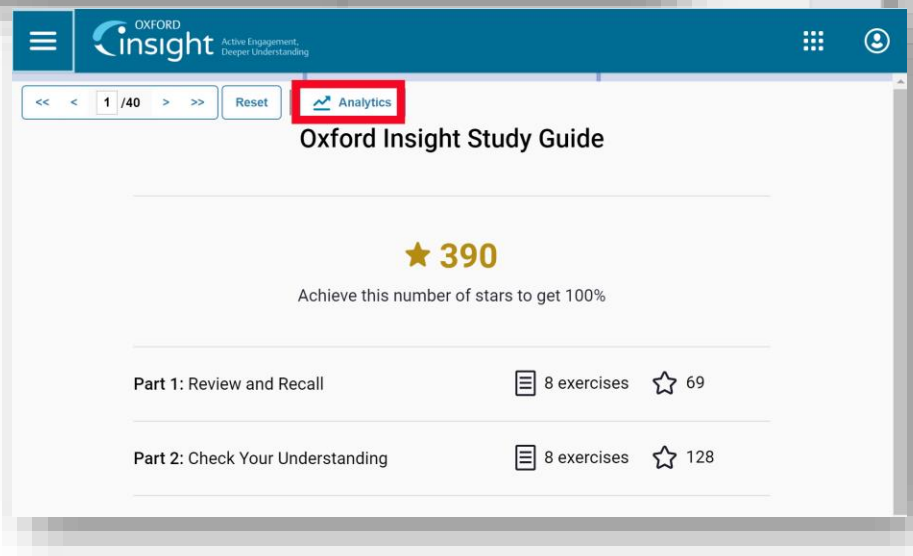 OXFORD
insight Active Engagement,
Deeper Understanding
<< < 1 /40 > >> Reset Analytics
Oxford Insight Study Guide
390
Achieve this number of stars to get 100%
Part 1: Review and Recall 8 exercises 69
Part 2: Check Your Understanding 8 exercises 128